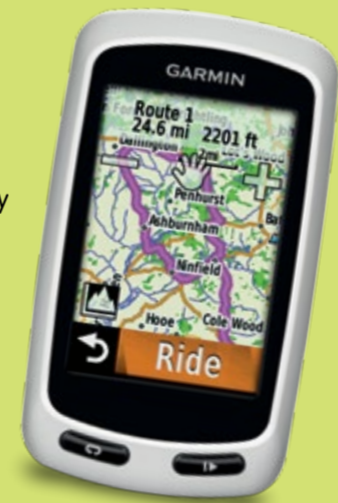 GARMIN
Route 1
24.6 mi 2201 ft
Penhurst
Ashburnham
Ninfield
Hooe Cole Wood
Ride
y